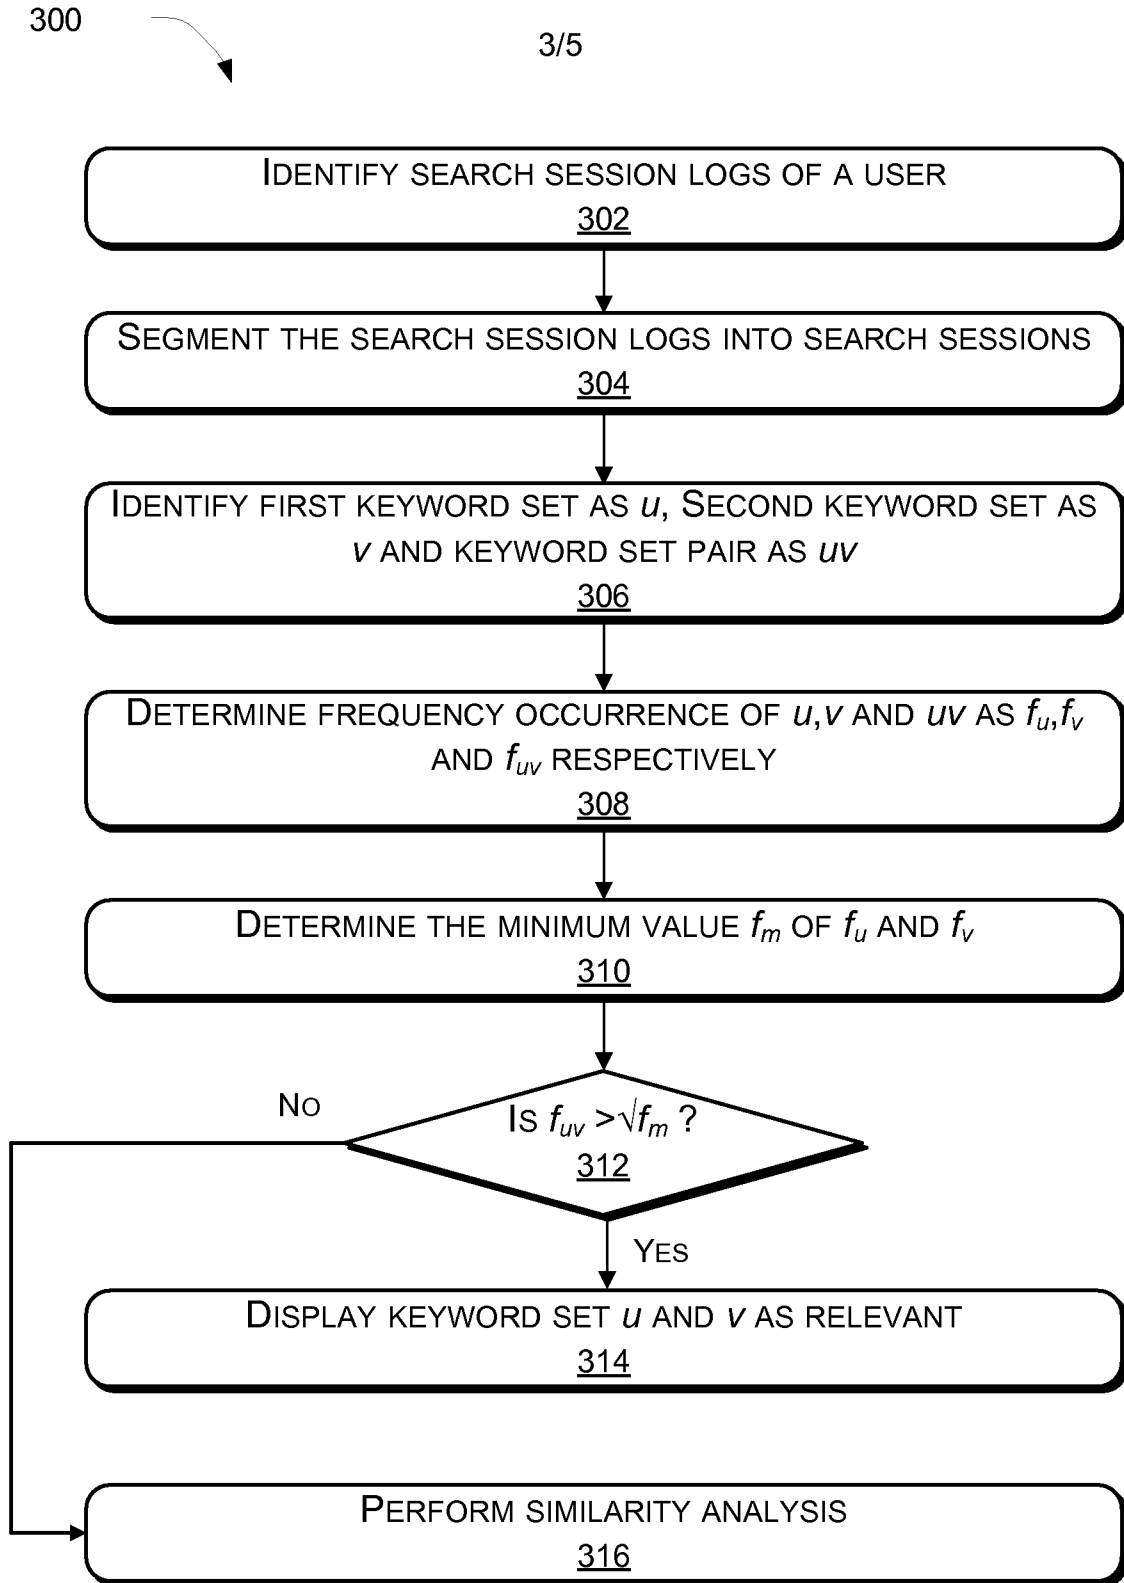 300
3/5
IDENTIFY SEARCH SESSION LOGS OF A USER
302
SEGMENT THE SEARCH SESSION LOGS INTO SEARCH SESSIONS
304
IDENTIFY FIRST KEYWORD SET AS u, SECOND KEYWORD SET AS
v AND KEYWORD SET PAIR AS uv
306
DETERMINE FREQUENCY OCCURRENCE OF u,v AND uv AS fu,fv
AND fuv RESPECTIVELY
308
DETERMINE THE MINIMUM VALUE fm OF fu AND fv
310
NO
IS fuv >√fm ?
312
YES
DISPLAY KEYWORD SET u AND v AS RELEVANT
314
PERFORM SIMILARITY ANALYSIS
316